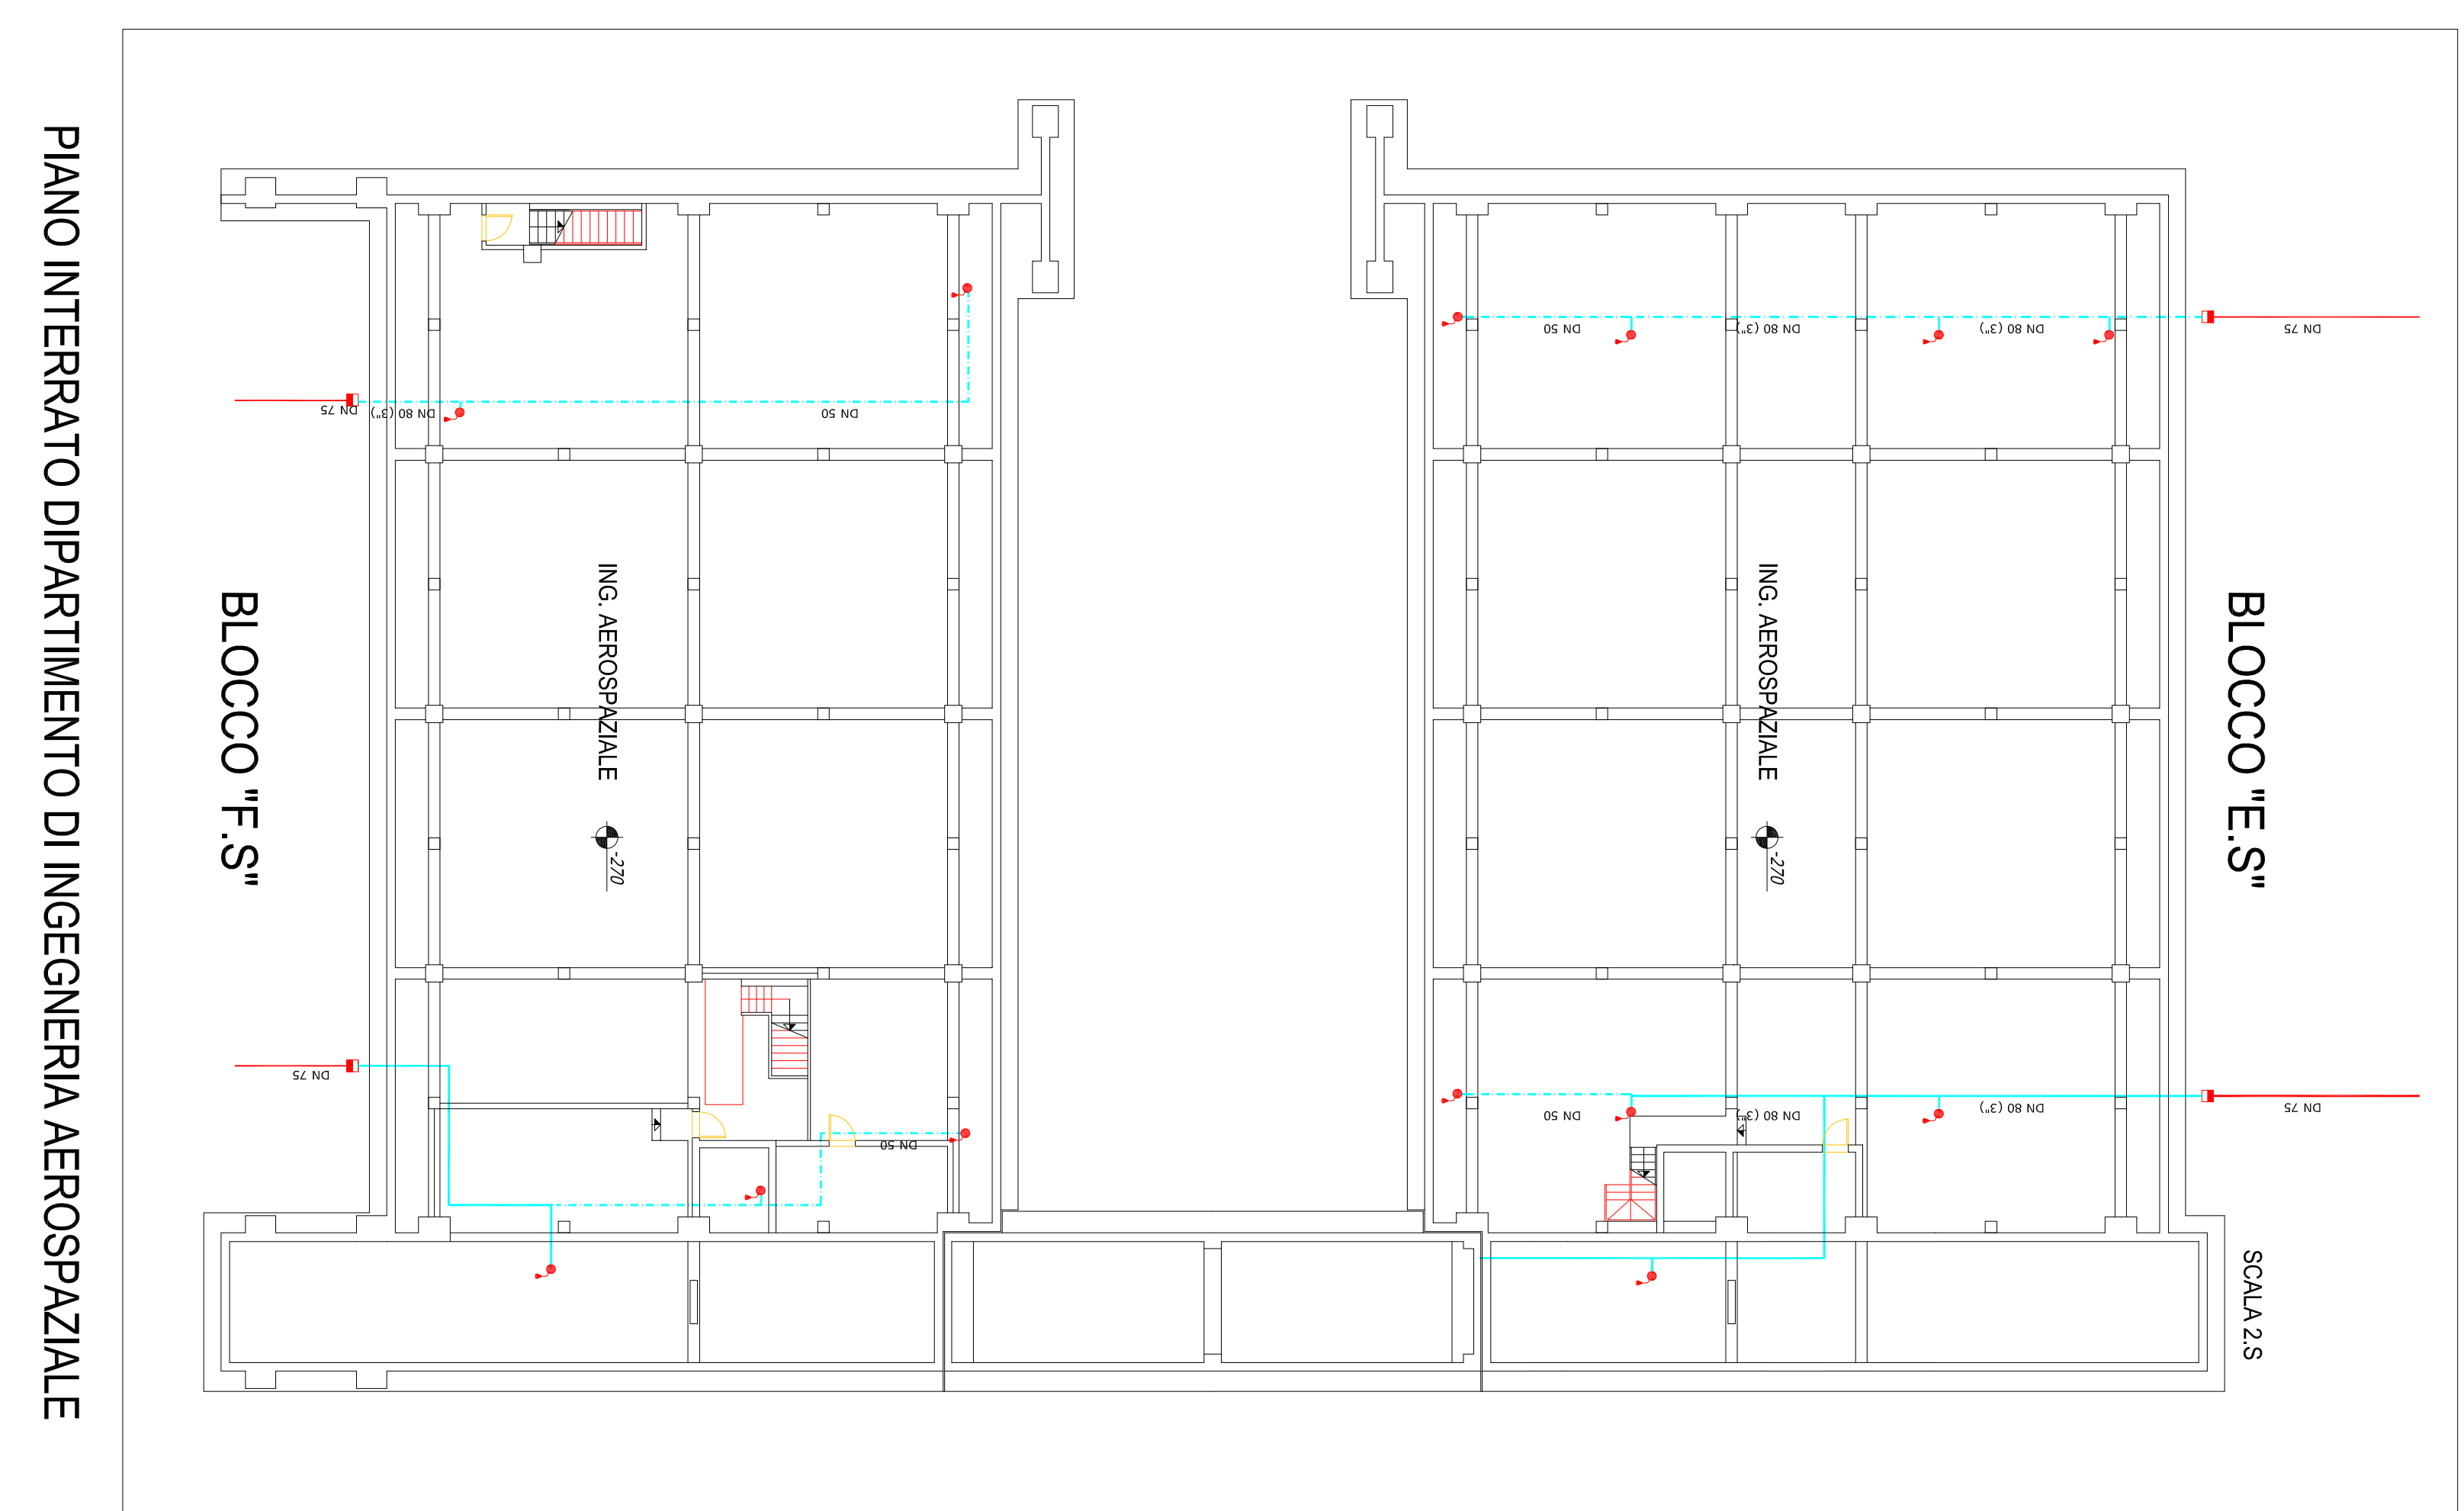 PIANO INTERRATO DIPARTIMENTO DI INGEGNERIA AEROSPAZIALE
BLOCCO "F.S"
BLOCCO "E.S"
ING. AEROSPAZIALE
-270
ING. AEROSPAZIALE
-270
SCALA 2.S
DN 75
DN 80 (3")
DN 50
DN 50
DN 80 (3")
DN 80 (3")
DN 75
DN 75
DN 50
DN 50
DN 80 (3")
DN 80 (3")
DN 75